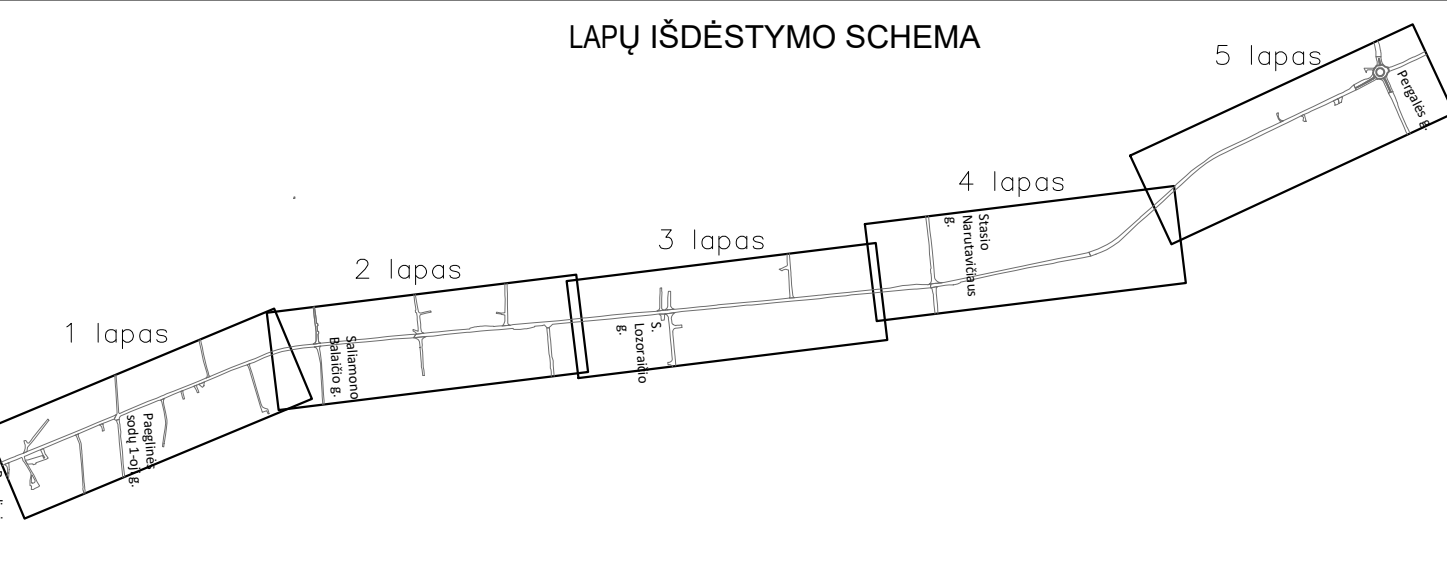 LAPŲ IŠDĖSTYMO SCHEMA
5 lapas
Pergalės g.
4 lapas
Stasio
Narutavičiaus
g.
3 lapas
S.
Lozoraičio
g.
2 lapas
Saliamono
Balaičio g.
1 lapas
Paeglinės
sodų 1-oji g.